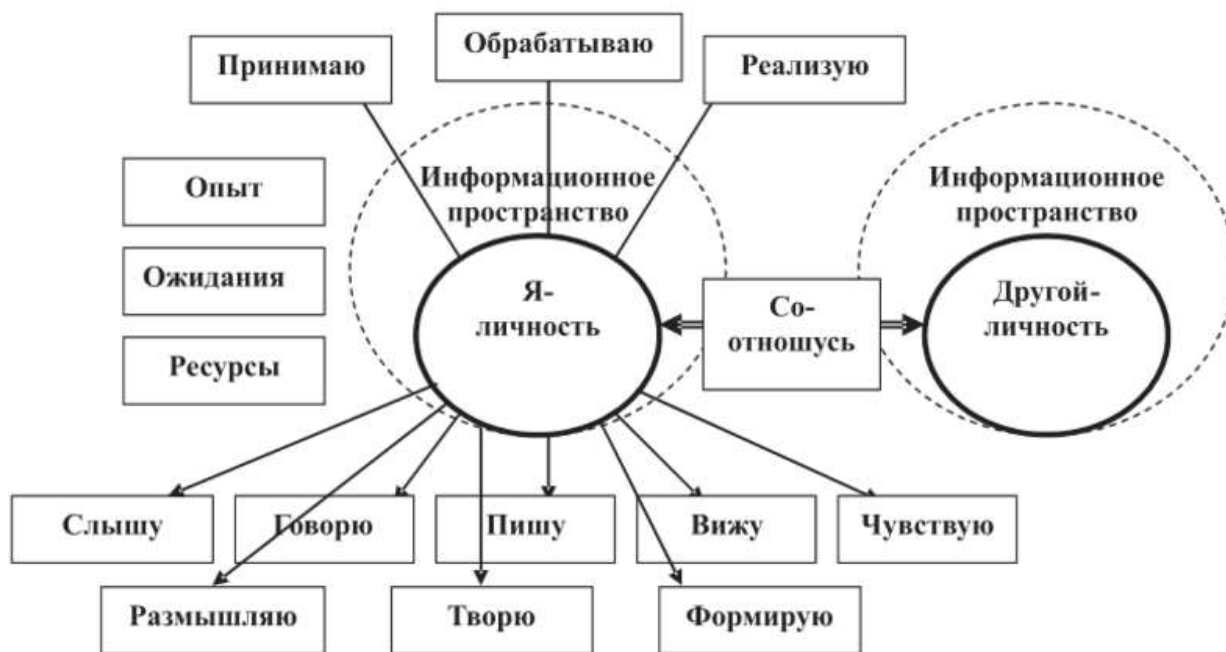 Принимаю
Обрабатываю
Реализую
Опыт
Ожидания
Ресурсы
Информационное
пространство
Я-
личность
Со-
отношусь
Информационное
пространство
Другой-
личность
Слышу
Говорю
Пишу
Вижу
Чувствую
Размышляю
Творю
Формирую